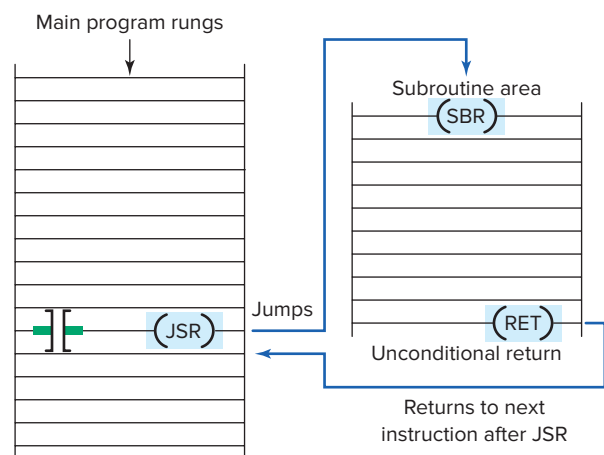 Main program rungs
Subroutine area
(SBR)
Jumps
(JSR)
(RET)
Unconditional return
Returns to next
instruction after JSR